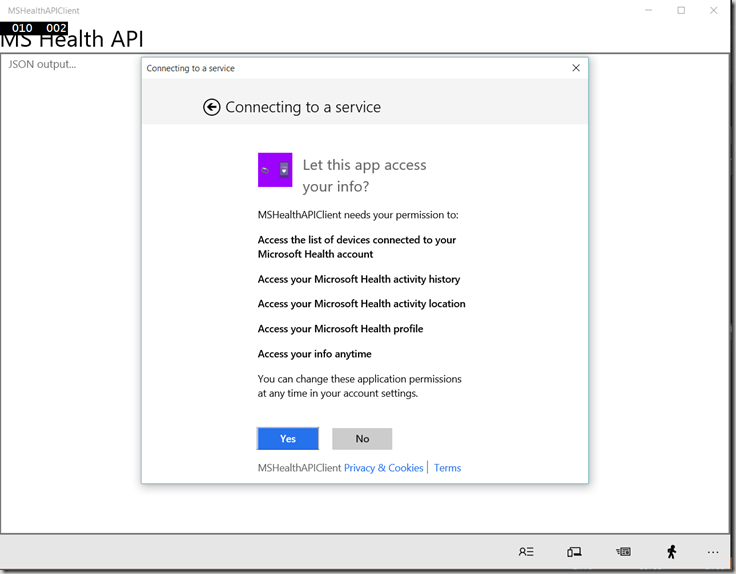 MSHealthAPIClient
010 002
MS Health API
JSON output...
Connecting to a service
Connecting to a service
Let this app access
your info?
MSHealthAPIClient needs your permission to:
Access the list of devices connected to your
Microsoft Health account
Access your Microsoft Health activity history
Access your Microsoft Health activity location
Access your Microsoft Health profile
Access your info anytime
You can change these application permissions
at any time in your account settings.
Yes No
MSHealthAPIClient Privacy & Cookies | Terms